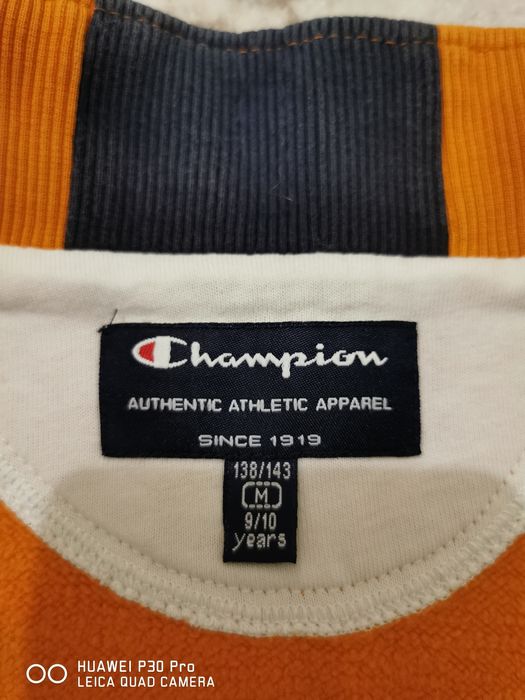 Champion
AUTHENTIC ATHLETIC APPAREL
SINCE 1919
138/143
M
9/10
years
HUAWEI P30 Pro
LEICA QUAD CAMERA